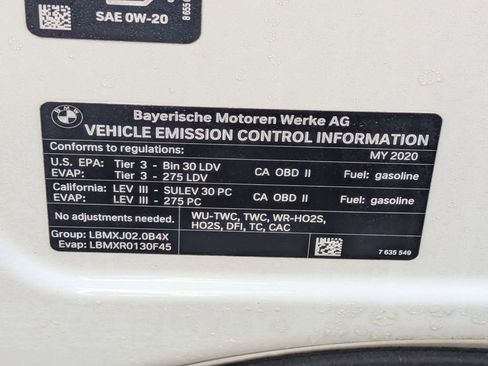 SAE 0W-20
BMW
Bayerische Motoren Werke AG
VEHICLE EMISSION CONTROL INFORMATION
Conforms to regulations: MY 2020
U.S. EPA: Tier 3 - Bin 30 LDV CA OBD II Fuel: gasoline
EVAP: Tier 3 - 275 LDV
California: LEV III - SULEV 30 PC CA OBD II Fuel: gasoline
EVAP: LEV III - 275 PC
No adjustments needed. WU-TWC, TWC, WR-HO2S,
HO2S, DFI, TC, CAC
Group: LBMXJ02.0B4X
Evap: LBMXR0130F45
7 635 549